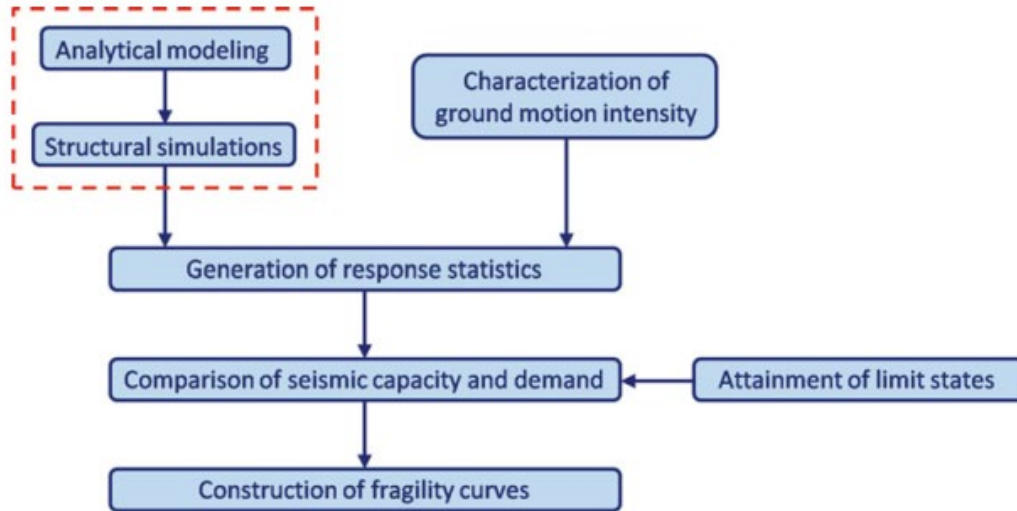 Analytical modeling
Characterization of
ground motion intensity
Structural simulations
Generation of response statistics
Comparison of seismic capacity and demand
Attainment of limit states
Construction of fragility curves